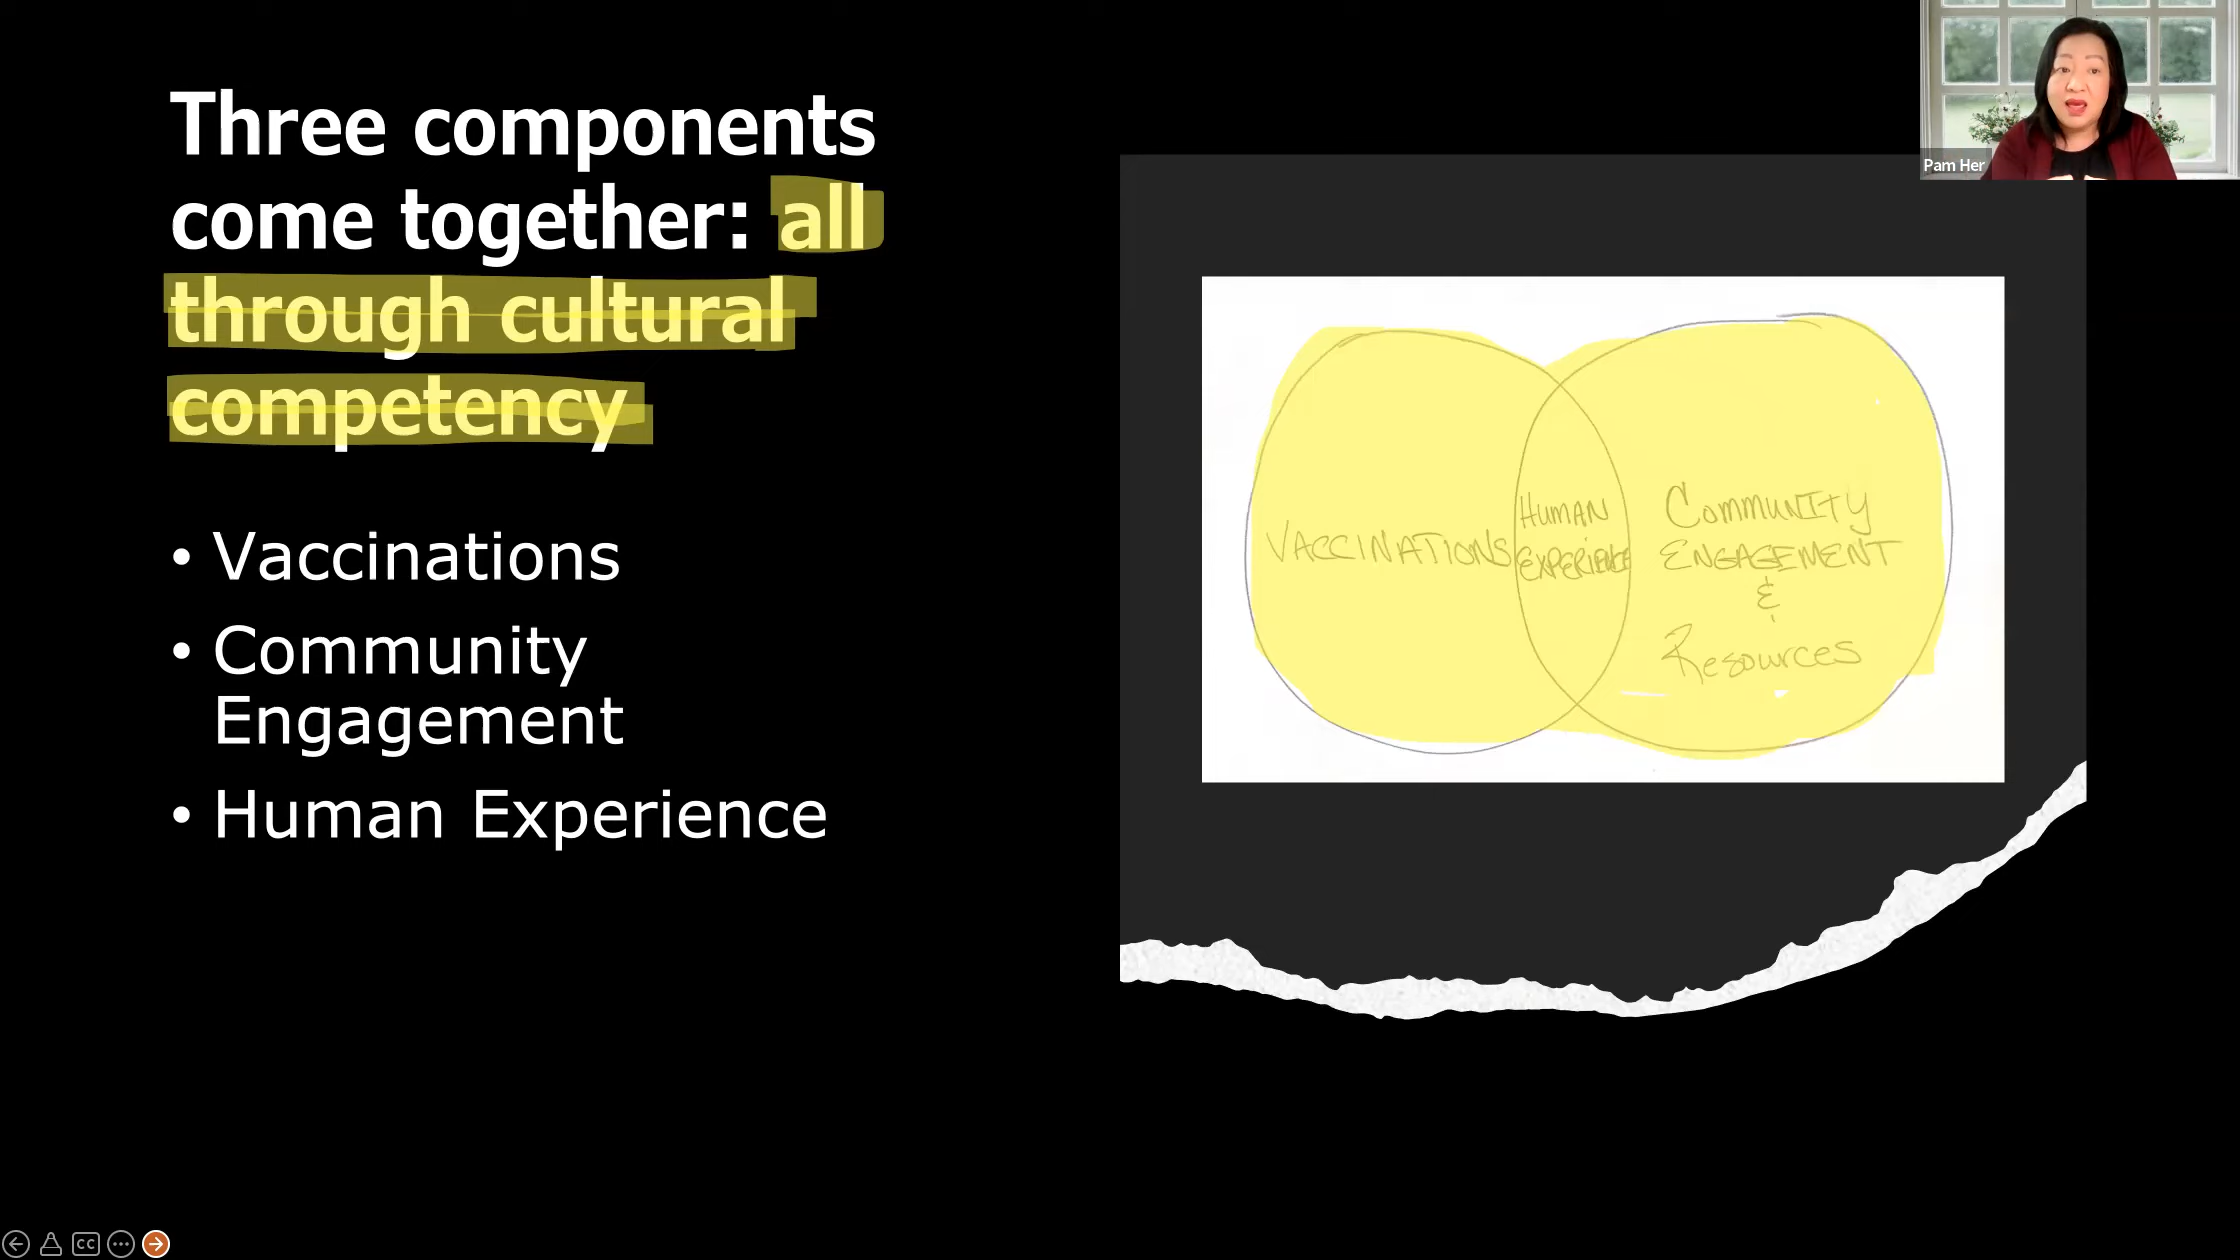 Three components
come together: all
through cultural
competency
• Vaccinations
• Community
Engagement
• Human Experience
VACCINATIONS
HUMAN
EXPERIENCE
COMMUNITY
ENGAGEMENT
&
Resources
Pam Her
CC